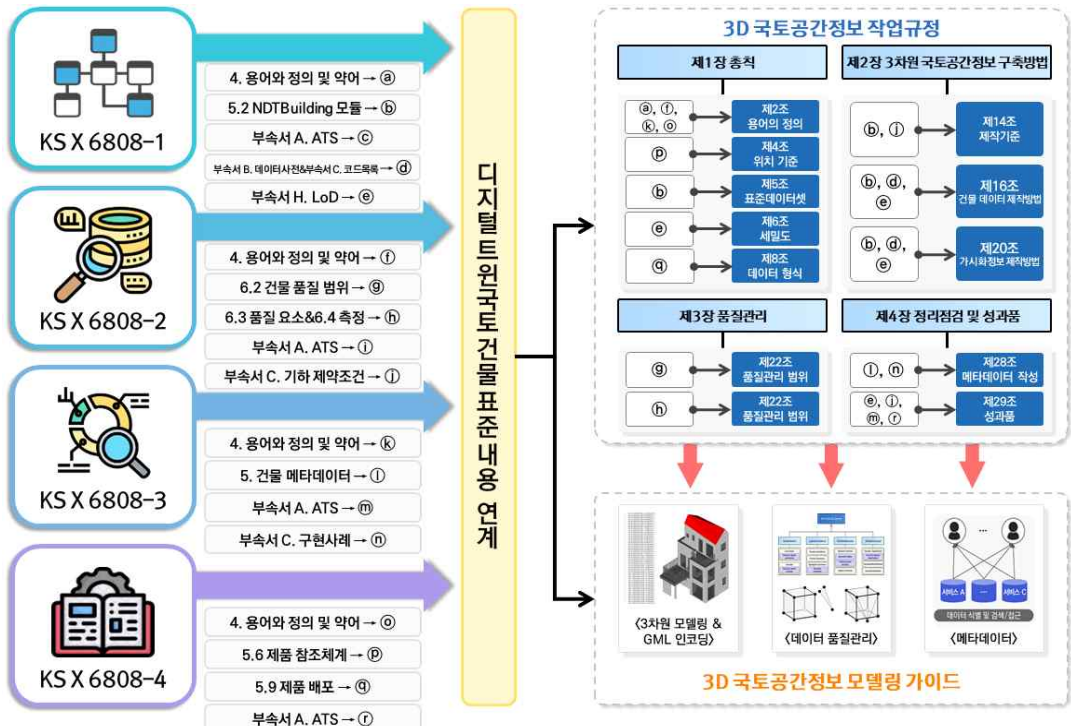 KS X 6808-1
4. 용어와 정의 및 약어 → ⓐ
5.2 NDTBuilding 모듈 → ⓑ
부속서 A. ATS → ⓒ
부속서 B. 데이터사전&부속서 C. 코드목록 → ⓓ
부속서 H. LoD → ⓔ
KS X 6808-2
4. 용어와 정의 및 약어 → ⓕ
6.2 건물 품질 범위 → ⓖ
6.3 품질 요소&6.4 측정 → ⓗ
부속서 A. ATS → ⓘ
부속서 C. 기하 제약조건 → ⓙ
KS X 6808-3
4. 용어와 정의 및 약어 → ⓚ
5. 건물 메타데이터 → ⓛ
부속서 A. ATS → ⓜ
부속서 C. 구현사례 → ⓝ
KS X 6808-4
4. 용어와 정의 및 약어 → ⓞ
5.6 제품 참조체계 → ⓟ
5.9 제품 배포 → ⓠ
부속서 A. ATS → ⓡ
디지털트윈국토건물표준내용 연계
3D 국토공간정보 작업규정
제1장 총칙
ⓐ, ⓕ,
ⓚ, ⓞ
제2조
용어의 정의
ⓟ
제4조
위치 기준
ⓑ
제5조
표준데이터셋
ⓔ
제6조
세밀도
ⓠ
제8조
데이터 형식
제2장 3차원 국토공간정보 구축방법
ⓑ, ⓙ
제14조
제작기준
ⓑ, ⓓ,
ⓔ
제16조
건물 데이터 제작방법
ⓑ, ⓓ,
ⓔ
제20조
가시화정보 제작방법
제3장 품질관리
ⓖ
제22조
품질관리 범위
ⓗ
제22조
품질관리 범위
제4장 정리점검 및 성과품
ⓛ, ⓝ
제28조
메타데이터 작성
ⓔ, ⓙ,
ⓜ, ⓡ
제29조
성과품
〈3차원 모델링 &
GML 인코딩〉
〈데이터 품질관리〉
...
서비스 A
...
서비스 C
데이터 식별 및 검색/접근
〈메타데이터〉
3D 국토공간정보 모델링 가이드